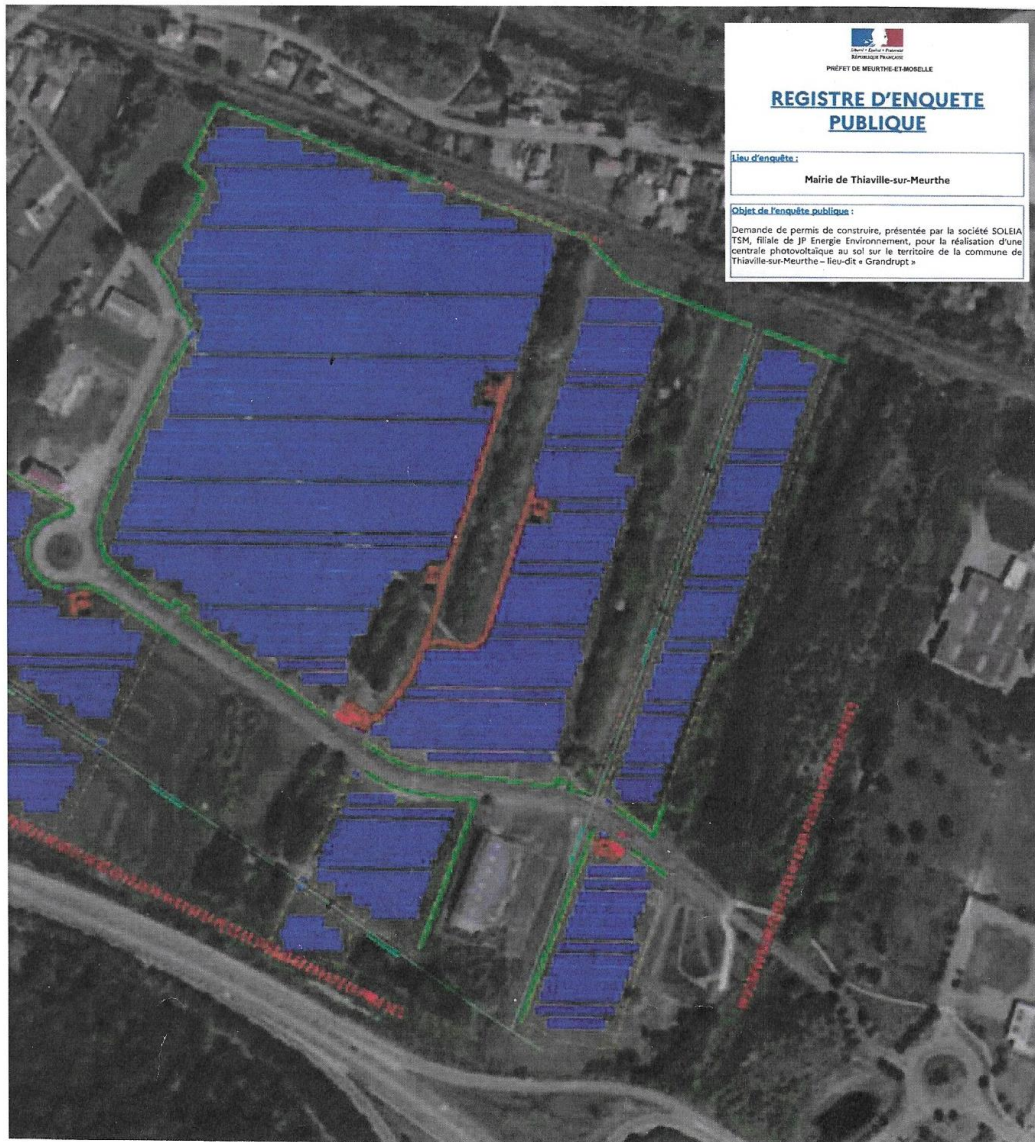 Liberté • Égalité • Fraternité
RÉPUBLIQUE FRANÇAISE
PRÉFET DE MEURTHE-ET-MOSELLE
REGISTRE D'ENQUETE
PUBLIQUE
Lieu d'enquête :
Mairie de Thiaville-sur-Meurthe
Objet de l'enquête publique :
Demande de permis de construire, présentée par la société SOLEIA
TSM, filiale de JP Energie Environnement, pour la réalisation d'une
centrale photovoltaïque au sol sur le territoire de la commune de
Thiaville-sur-Meurthe – lieu-dit « Grandrupt »